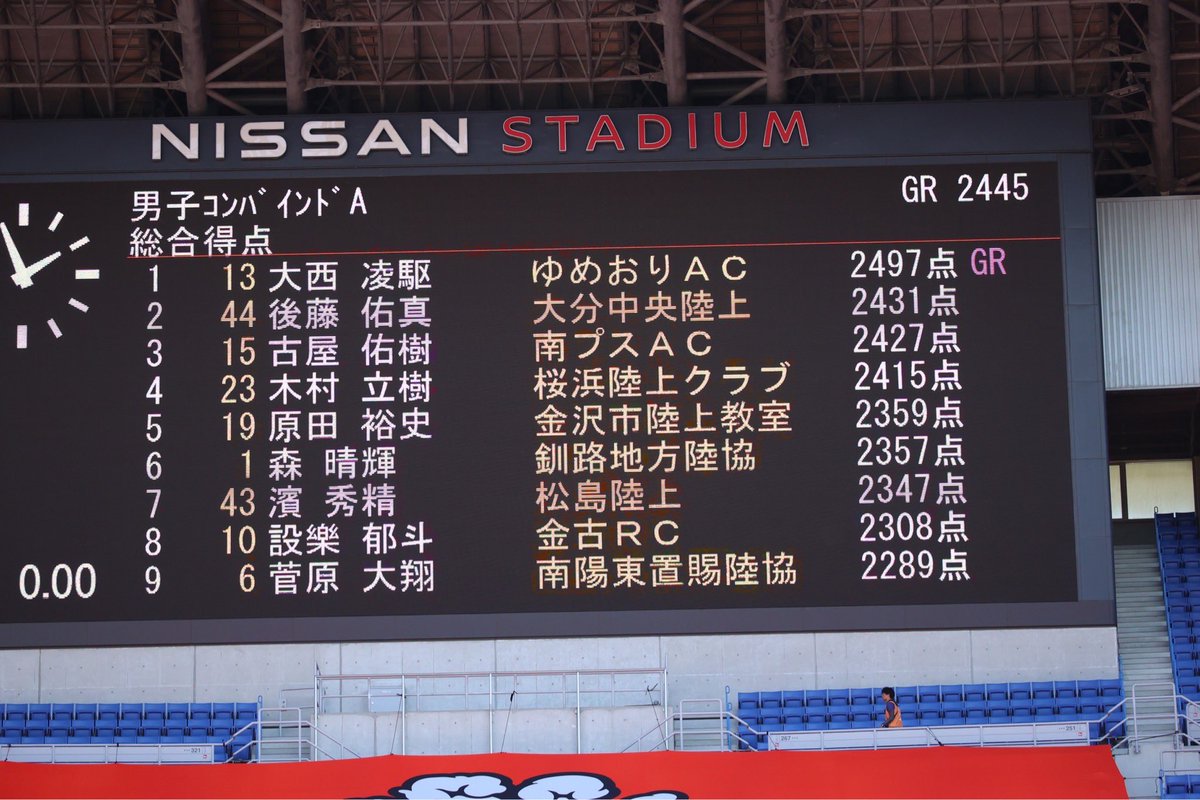 NISSAN STADIUM
男子ｺﾝﾊﾞｲﾝﾄﾞA GR 2445
総合得点
1 13 大西 凌駆 ゆめおりＡＣ 2497点 GR
2 44 後藤 佑真 大分中央陸上 2431点
3 15 古屋 佑樹 南プスＡＣ 2427点
4 23 木村 立樹 桜浜陸上クラブ 2415点
5 19 原田 裕史 金沢市陸上教室 2359点
6 1 森 晴輝 釧路地方陸協 2357点
7 43 濱 秀精 松島陸上 2347点
8 10 設樂 郁斗 金古ＲＣ 2308点
9 6 菅原 大翔 南陽東置賜陸協 2289点
0.00